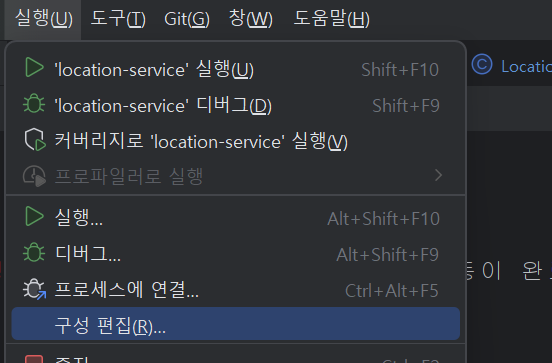 실행(U) 도구(T) Git(G) 창(W) 도움말(H)
'location-service' 실행(U) Shift+F10
'location-service' 디버그(D) Shift+F9
커버리지로 'location-service' 실행(V)
프로파일러로 실행
실행... Alt+Shift+F10
디버그... Alt+Shift+F9
프로세스에 연결... Ctrl+Alt+F5
구성 편집(R)...
C Locatio
이 완